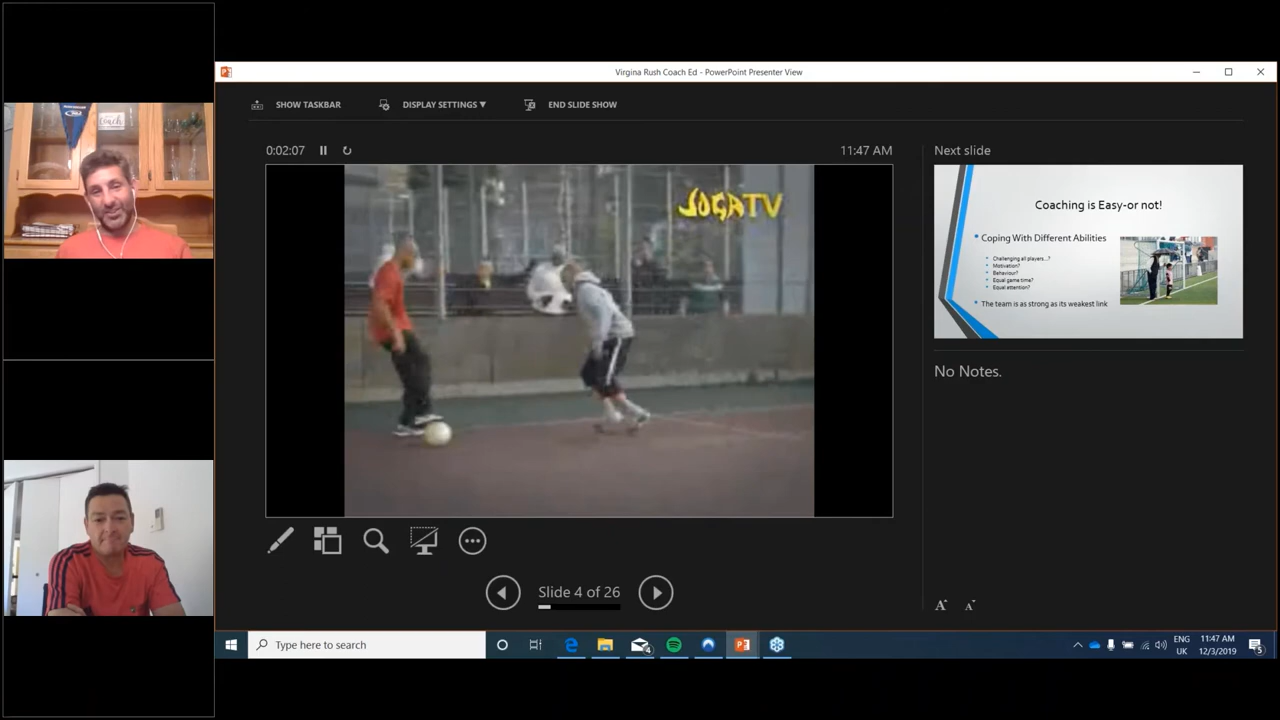 Virgina Rush Coach Ed - PowerPoint Presenter View
SHOW TASKBAR
DISPLAY SETTINGS ▼
END SLIDE SHOW
0:02:07
11:47 AM
JOGATV
Next slide
Coaching is Easy-or not!
• Coping With Different Abilities
• Challenging all players...?
• Motivation?
• Behaviour?
• Equal game time?
• Equal attention?
• The team is as strong as its weakest link
No Notes.
Slide 4 of 26
A A
Type here to search
4
P
ENG
UK
11:47 AM
12/3/2019
5
coach